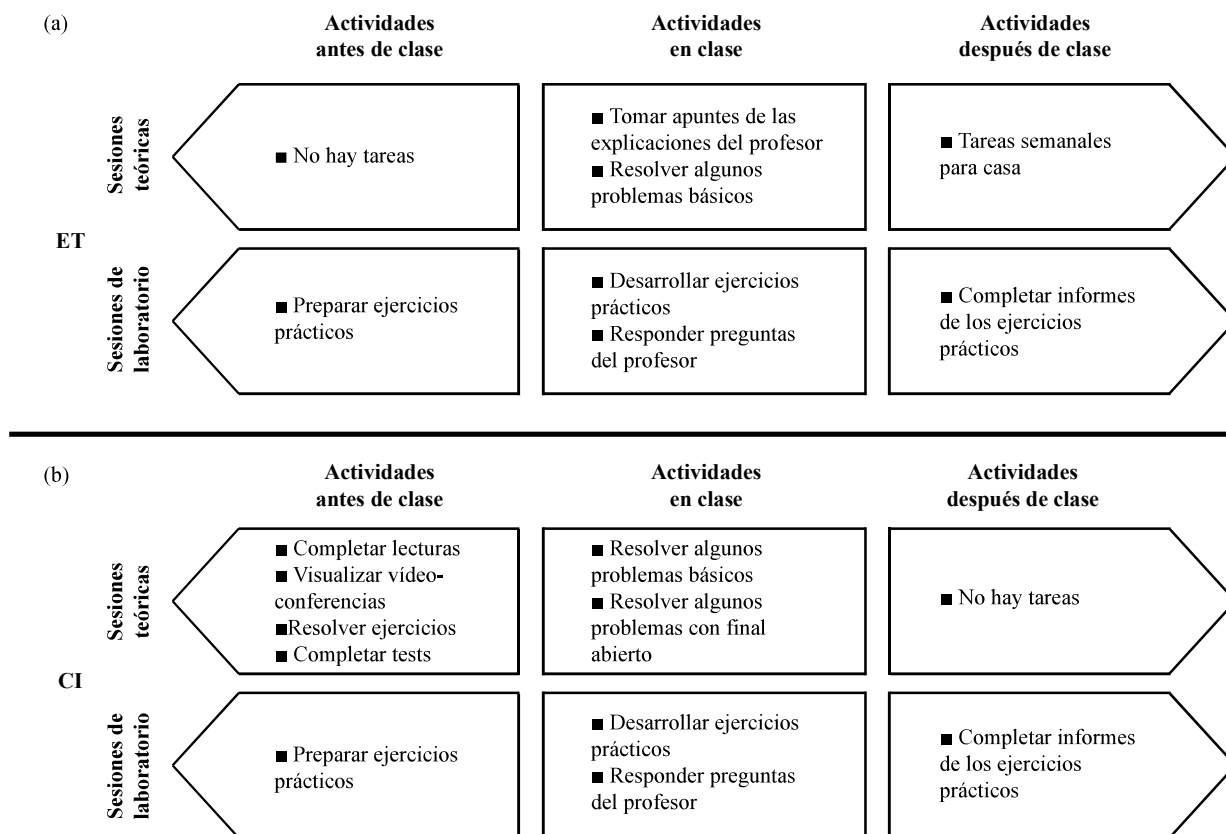 (a)
Actividades
antes de clase
Actividades
en clase
Actividades
después de clase
ET
Sesiones
teóricas
■ No hay tareas
■ Tomar apuntes de las
explicaciones del profesor
■ Resolver algunos
problemas básicos
■ Tareas semanales
para casa
Sesiones de
laboratorio
■ Preparar ejercicios
prácticos
■ Desarrollar ejercicios
prácticos
■ Responder preguntas
del profesor
■ Completar informes
de los ejercicios
prácticos
(b)
Actividades
antes de clase
Actividades
en clase
Actividades
después de clase
CI
Sesiones
teóricas
■ Completar lecturas
■ Visualizar vídeo-
conferencias
■Resolver ejercicios
■ Completar tests
■ Resolver algunos
problemas básicos
■ Resolver algunos
problemas con final
abierto
■ No hay tareas
Sesiones de
laboratorio
■ Preparar ejercicios
prácticos
■ Desarrollar ejercicios
prácticos
■ Responder preguntas
del profesor
■ Completar informes
de los ejercicios
prácticos